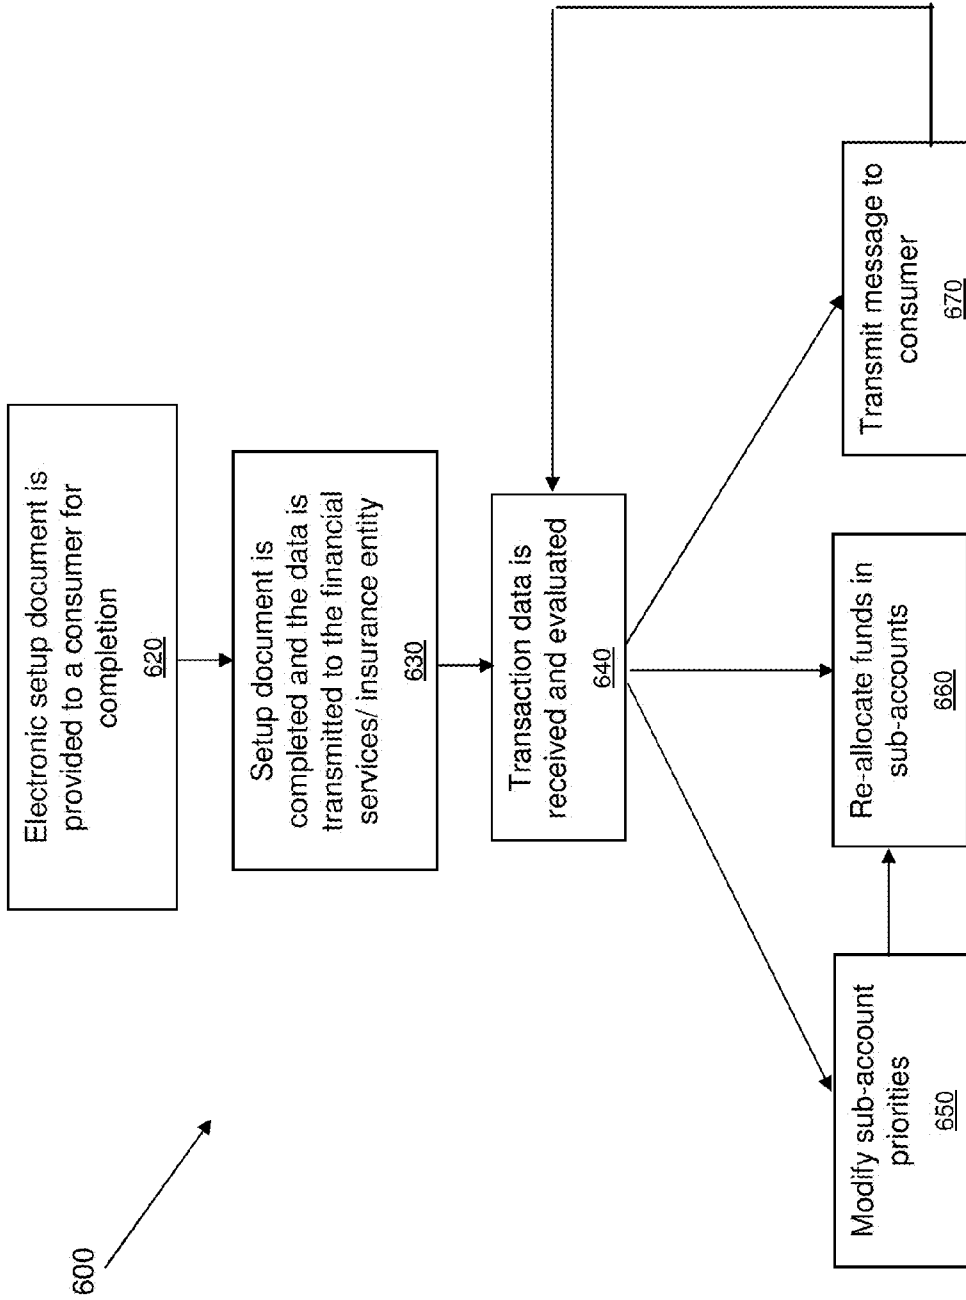 600
Electronic setup document is
provided to a consumer for
completion
620
Setup document is
completed and the data is
transmitted to the financial
services/ insurance entity
630
Transaction data is
received and evaluated
640
Modify sub-account
priorities
650
Re-allocate funds in
sub-accounts
660
Transmit message to
consumer
670